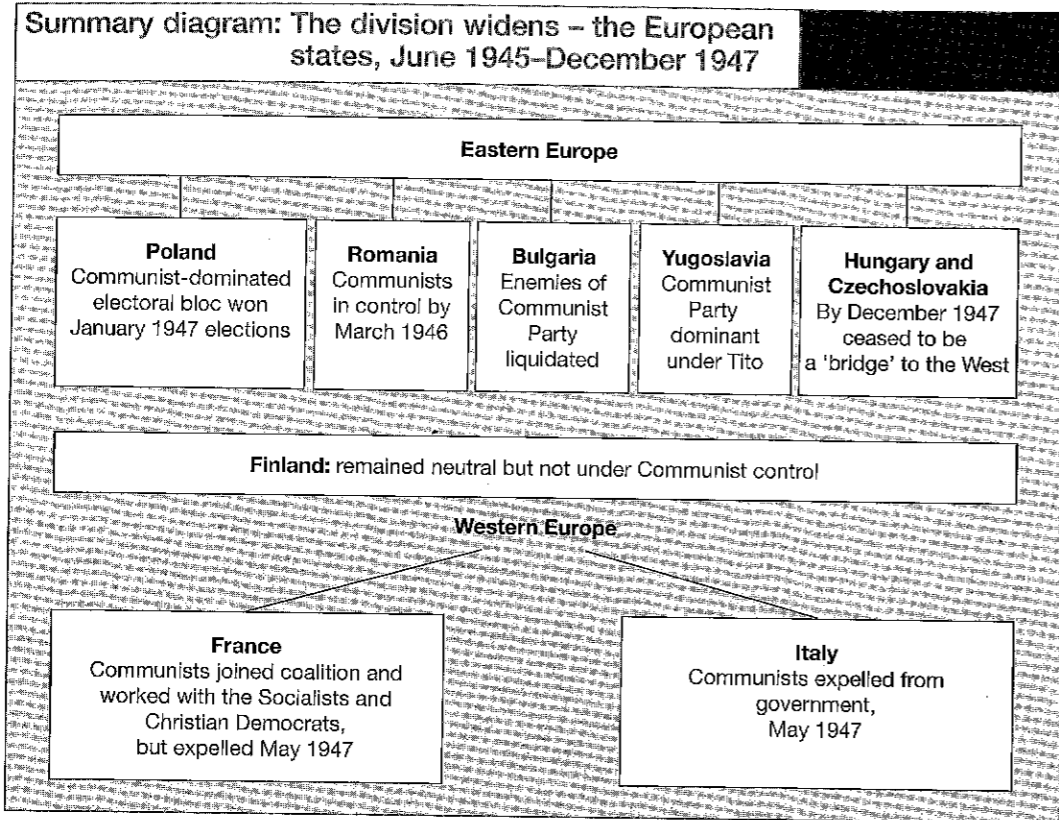 Summary diagram: The division widens – the European
states, June 1945–December 1947
Eastern Europe
Poland
Communist-dominated
electoral bloc won
January 1947 elections
Romania
Communists
in control by
March 1946
Bulgaria
Enemies of
Communist
Party
liquidated
Yugoslavia
Communist
Party
dominant
under Tito
Hungary and
Czechoslovakia
By December 1947
ceased to be
a 'bridge' to the West
Finland: remained neutral but not under Communist control
Western Europe
France
Communists joined coalition and
worked with the Socialists and
Christian Democrats,
but expelled May 1947
Italy
Communists expelled from
government,
May 1947